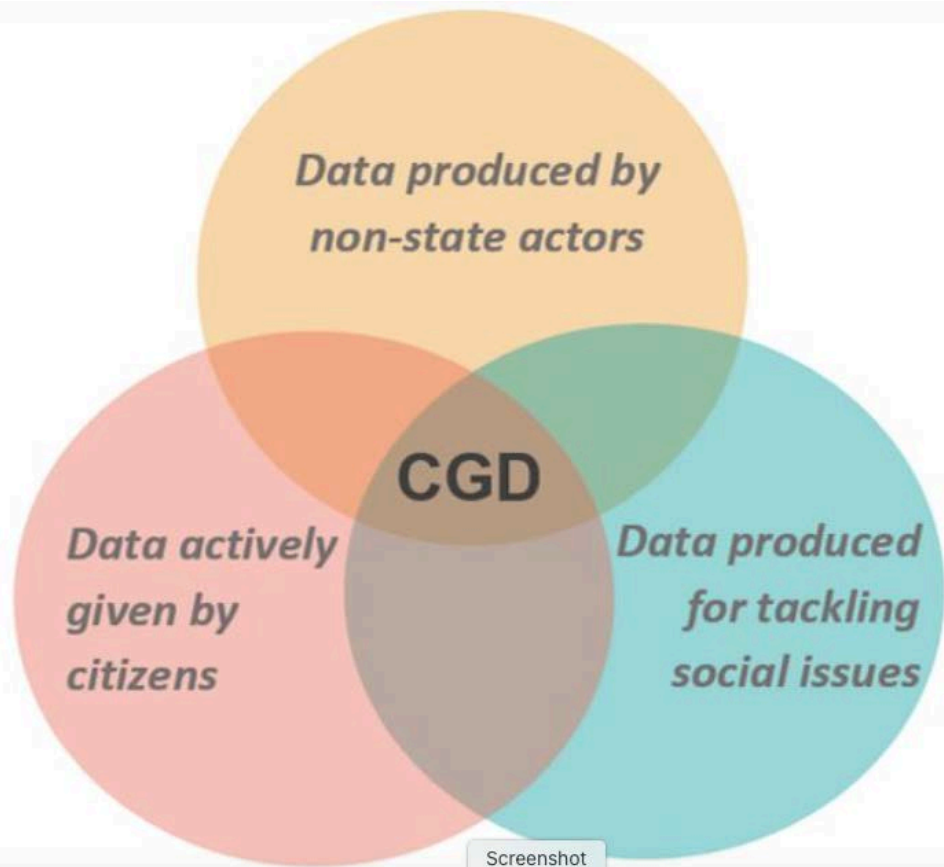 Data produced by
non-state actors
CGD
Data actively
given by
citizens
Data produced
for tackling
social issues
Screenshot